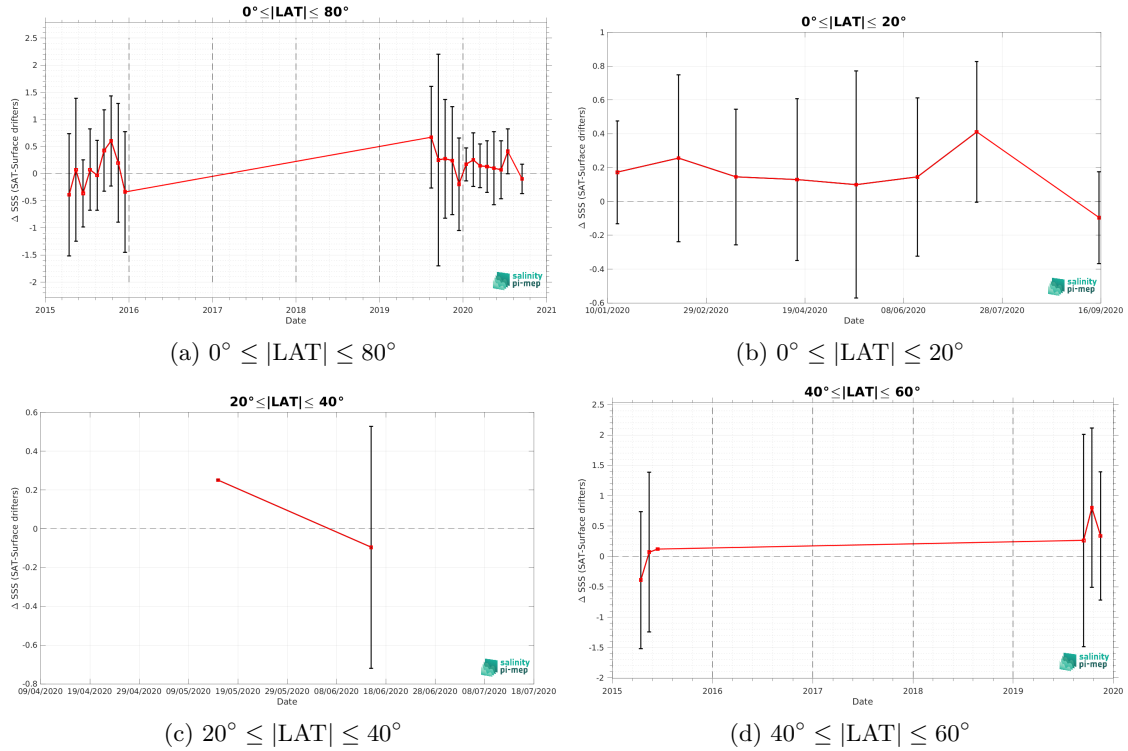 0°≤|LAT|≤ 80°
Δ SSS (SAT-Surface drifters)
2.5
2
1.5
1
0.5
0
-0.5
-1
-1.5
-2
2015 2016 2017 2018 2019 2020 2021
Date
salinity
pi-mep
(a) 0° ≤ |LAT| ≤ 80°
0°≤|LAT|≤ 20°
Δ SSS (SAT-Surface drifters)
1
0.8
0.6
0.4
0.2
0
-0.2
-0.4
-0.6
10/01/2020 29/02/2020 19/04/2020 08/06/2020 28/07/2020 16/09/2020
Date
salinity
pi-mep
(b) 0° ≤ |LAT| ≤ 20°
20°≤|LAT|≤ 40°
Δ SSS (SAT-Surface drifters)
0.6
0.4
0.2
0
-0.2
-0.4
-0.6
-0.8
09/04/2020 19/04/2020 29/04/2020 09/05/2020 19/05/2020 29/05/2020 08/06/2020 18/06/2020 28/06/2020 08/07/2020 18/07/2020
Date
salinity
pi-mep
(c) 20° ≤ |LAT| ≤ 40°
40°≤|LAT|≤ 60°
Δ SSS (SAT-Surface drifters)
2.5
2
1.5
1
0.5
0
-0.5
-1
-1.5
-2
2015 2016 2017 2018 2019 2020
Date
salinity
pi-mep
(d) 40° ≤ |LAT| ≤ 60°